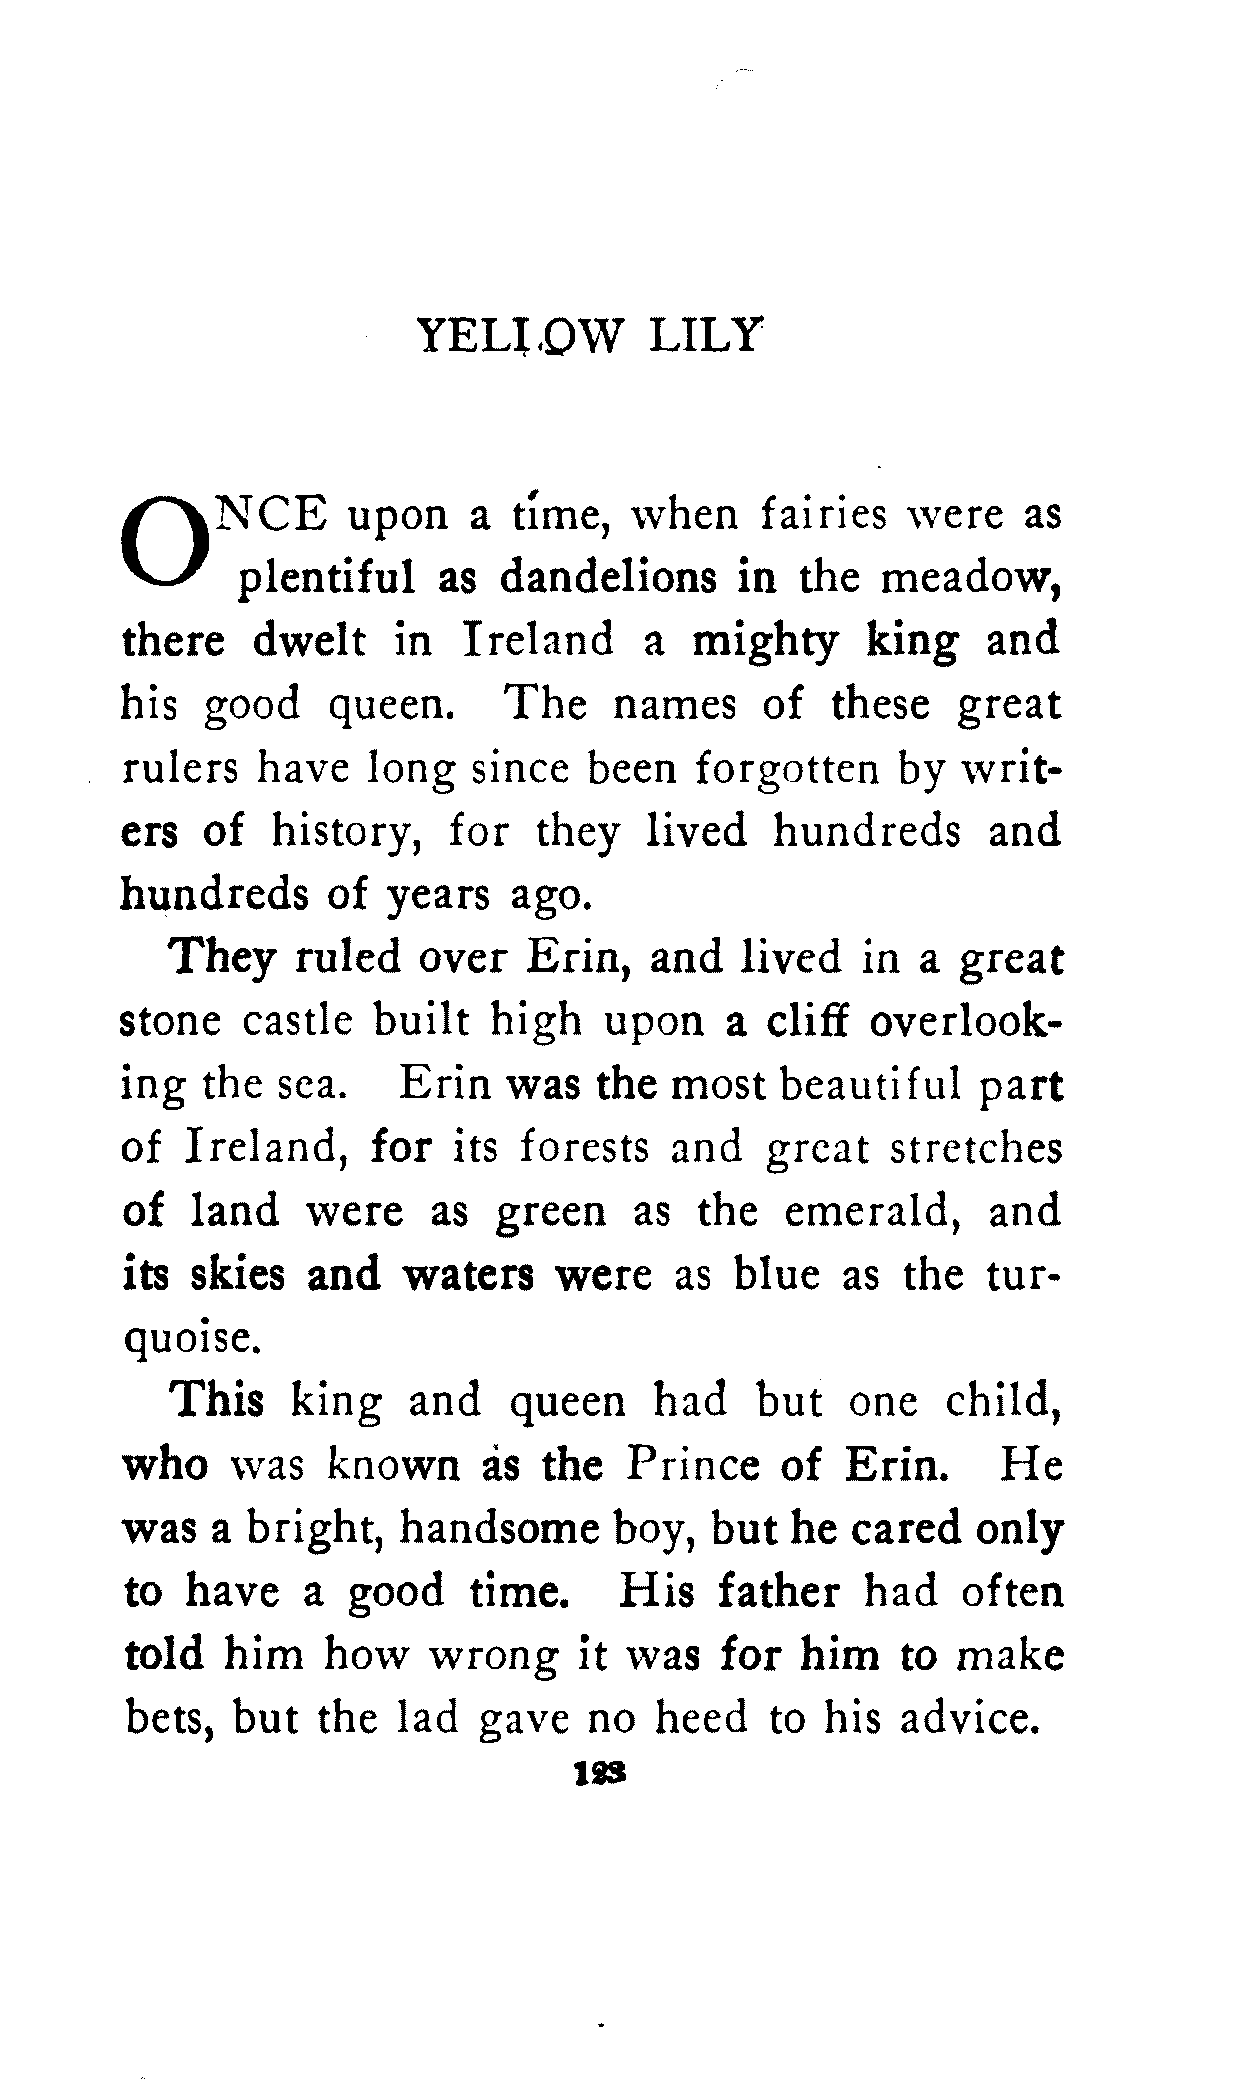 YELLOW LILY
ONCE upon a time, when fairies were as
plentiful as dandelions in the meadow,
there dwelt in Ireland a mighty king and
his good queen. The names of these great
rulers have long since been forgotten by writ-
ers of history, for they lived hundreds and
hundreds of years ago.
They ruled over Erin, and lived in a great
stone castle built high upon a cliff overlook-
ing the sea. Erin was the most beautiful part
of Ireland, for its forests and great stretches
of land were as green as the emerald, and
its skies and waters were as blue as the tur-
quoise.
This king and queen had but one child,
who was known as the Prince of Erin. He
was a bright, handsome boy, but he cared only
to have a good time. His father had often
told him how wrong it was for him to make
bets, but the lad gave no heed to his advice.
123